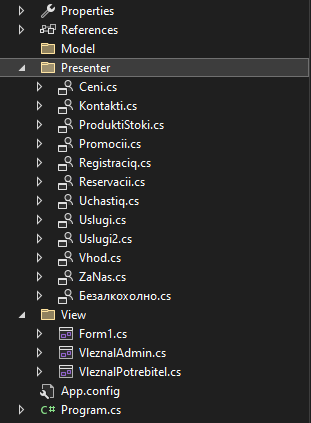 Properties
References
Model
Presenter
Ceni.cs
Kontakti.cs
ProduktiStoki.cs
Promocii.cs
Registraciq.cs
Reservacii.cs
Uchastiq.cs
Uslugi.cs
Uslugi2.cs
Vhod.cs
ZaNas.cs
Безалкохолно.cs
View
Form1.cs
VleznalAdmin.cs
VleznalPotrebitel.cs
App.config
C# Program.cs